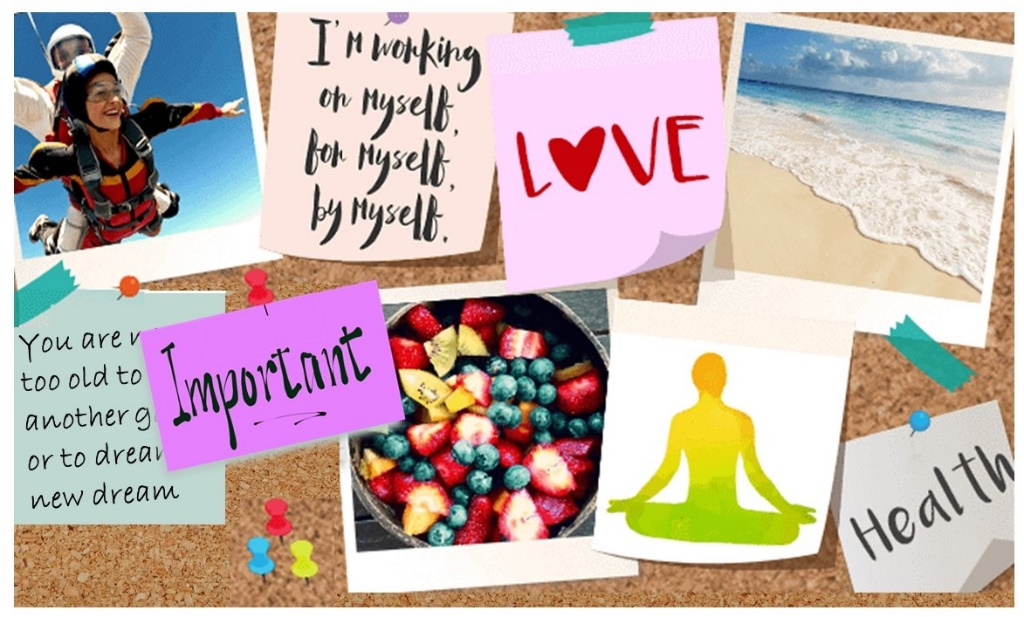 I'm working
on Myself,
for Myself,
by Myself.
LOVE
You are
too old to
another
or to
new dream
Important
Health